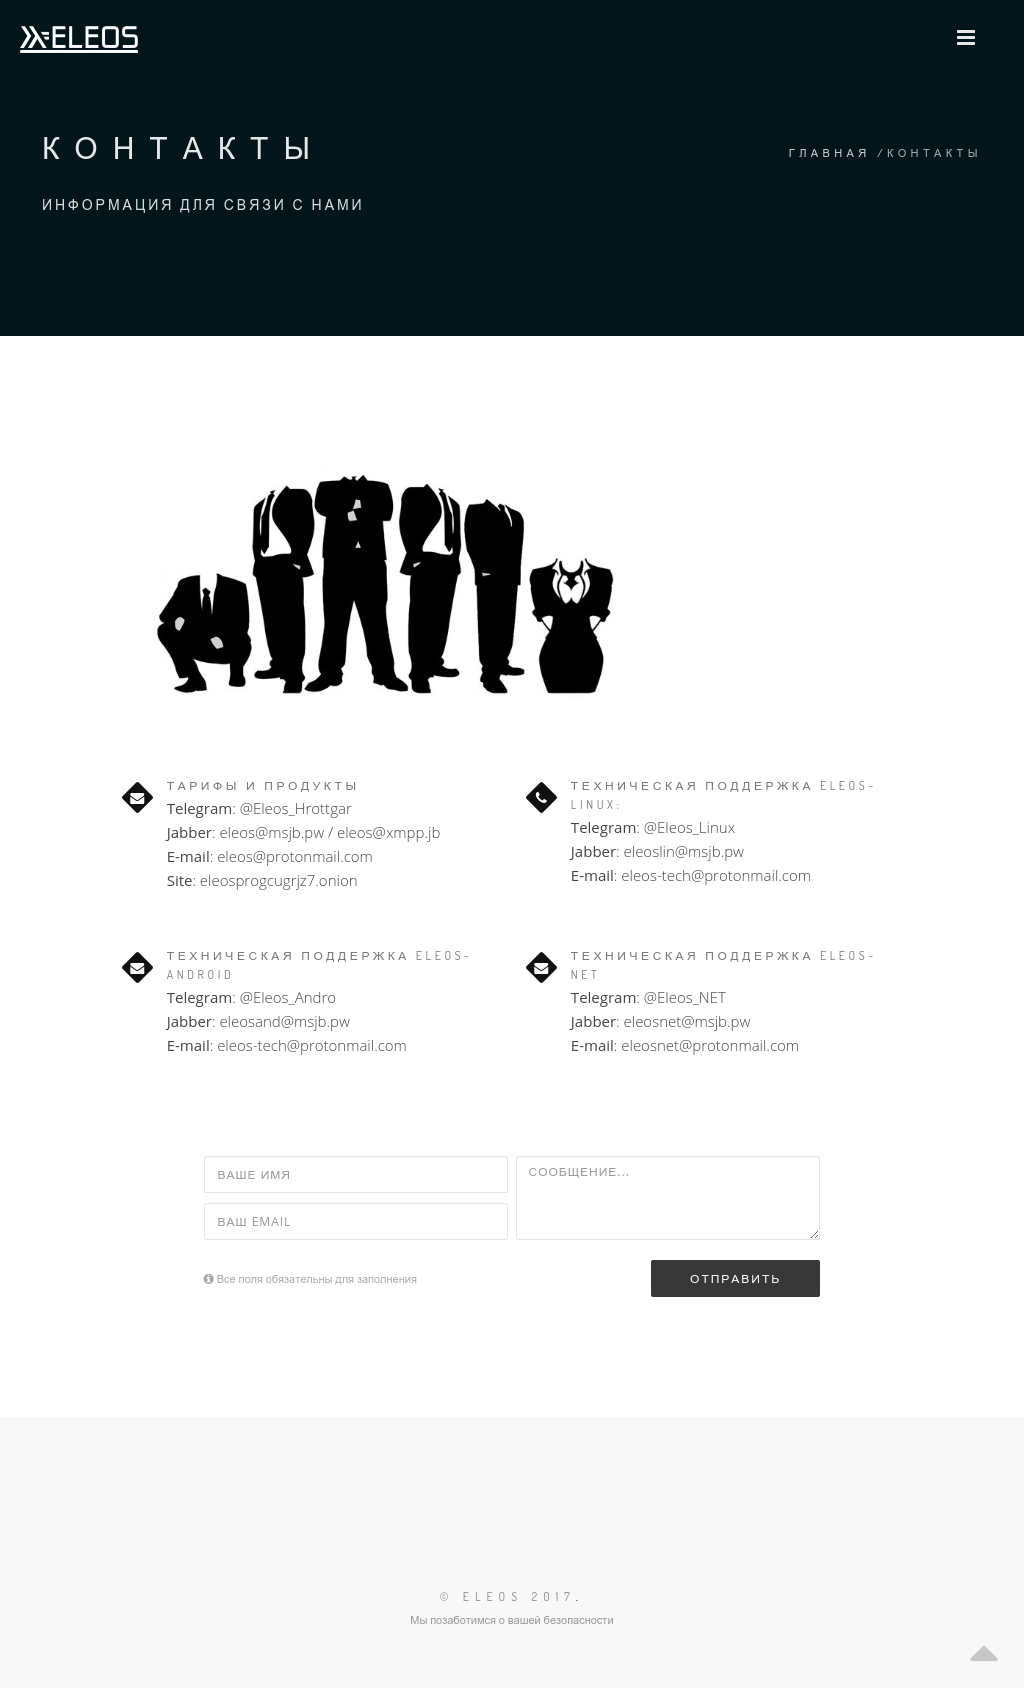 ELEOS
КОНТАКТЫ
ГЛАВНАЯ /КОНТАКТЫ
ИНФОРМАЦИЯ ДЛЯ СВЯЗИ С НАМИ
ТАРИФЫ И ПРОДУКТЫ
Telegram: @Eleos_Hrottgar
Jabber: eleos@msjb.pw / eleos@xmpp.jb
E-mail: eleos@protonmail.com
Site: eleosprogcugrjz7.onion
ТЕХНИЧЕСКАЯ ПОДДЕРЖКА ELEOS-
LINUX:
Telegram: @Eleos_Linux
Jabber: eleoslin@msjb.pw
E-mail: eleos-tech@protonmail.com
ТЕХНИЧЕСКАЯ ПОДДЕРЖКА ELEOS-
ANDROID
Telegram: @Eleos_Andro
Jabber: eleosand@msjb.pw
E-mail: eleos-tech@protonmail.com
ТЕХНИЧЕСКАЯ ПОДДЕРЖКА ELEOS-
NET
Telegram: @Eleos_NET
Jabber: eleosnet@msjb.pw
E-mail: eleosnet@protonmail.com
ВАШЕ ИМЯ
ВАШ EMAIL
СООБЩЕНИЕ...
Все поля обязательны для заполнения
ОТПРАВИТЬ
© ELEOS 2017.
Мы позаботимся о вашей безопасности